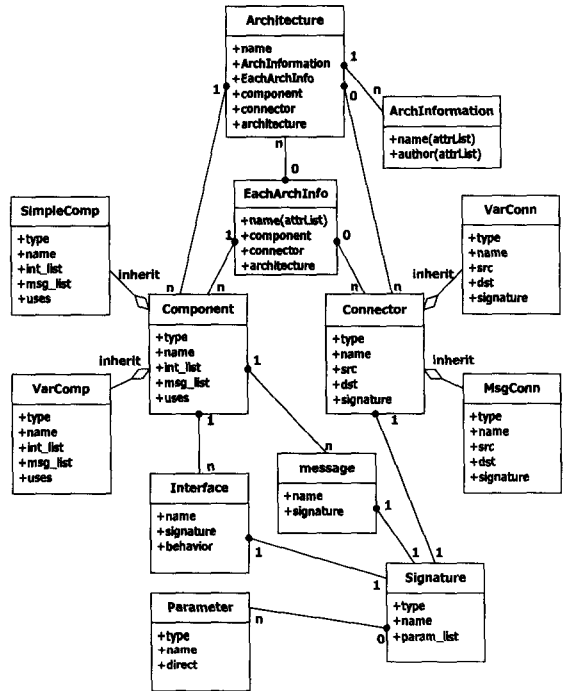 Architecture
+name
+ArchInformation
+EachArchInfo
+component
+connector
+architecture
1
1
0
n
n
ArchInformation
+name(attrList)
+author(attrList)
0
EachArchInfo
+name(attrList)
+component
+connector
+architecture
1
0
SimpleComp
+type
+name
+int_list
+msg_list
+uses
inherit
VarConn
+type
+name
+src
+dst
+signature
inherit
n
n
n
n
Component
+type
+name
+int_list
+msg_list
+uses
1
1
Connector
+type
+name
+src
+dst
+signature
1
inherit
VarComp
+type
+name
+int_list
+msg_list
+uses
inherit
MsgConn
+type
+name
+src
+dst
+signature
n
n
message
+name
+signature
1
Interface
+name
+signature
+behavior
1
1
1
1
Signature
+type
+name
+param_list
0
Parameter
+type
+name
+direct
n